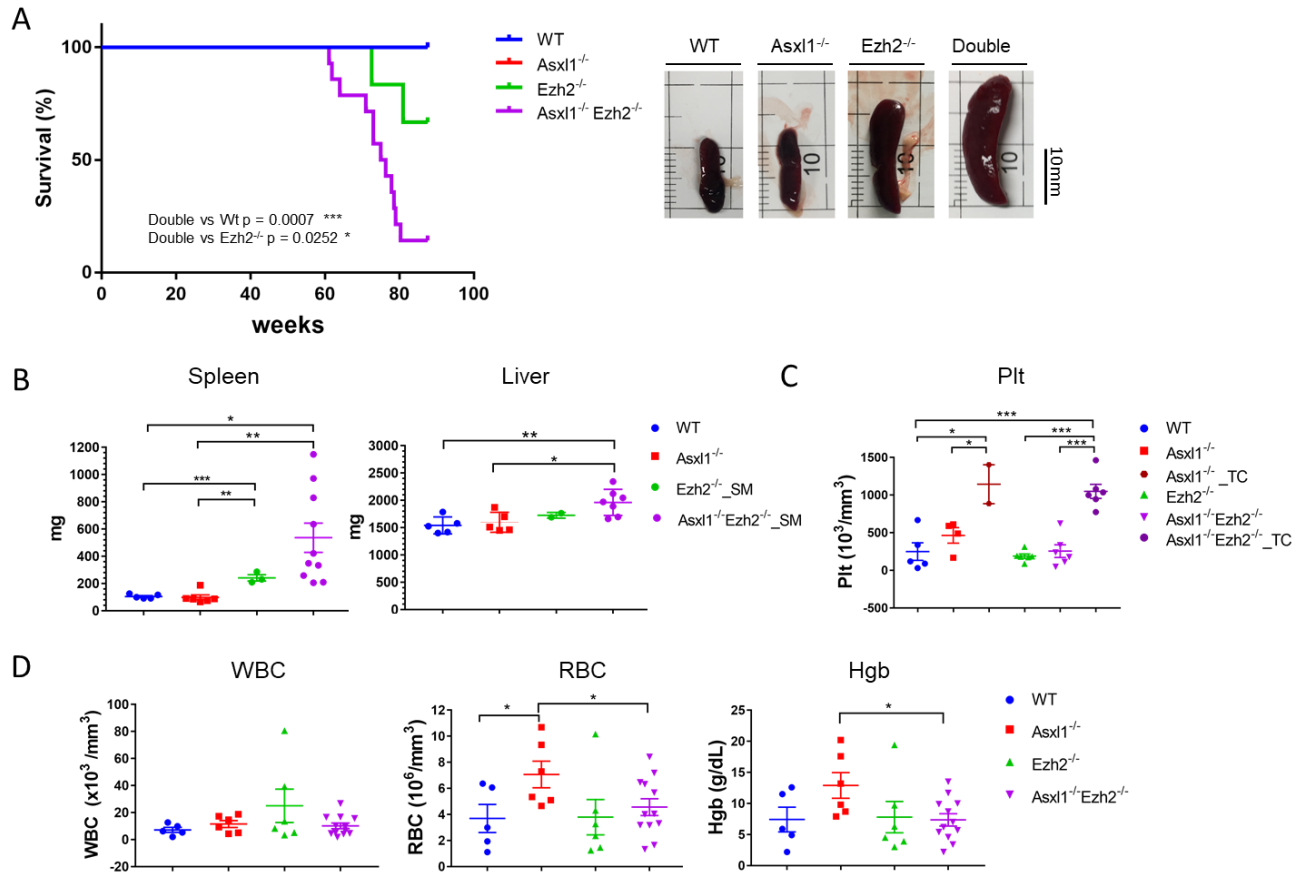 A
Survival (%)
100
50
0
0 20 40 60 80 100
weeks
WT
Asxl1-/-
Ezh2-/-
Asxl1-/- Ezh2-/-
Double vs Wt p = 0.0007 ***
Double vs Ezh2-/- p = 0.0252 *
WT Asxl1-/- Ezh2-/- Double
10 10 10 10
10mm
B
Spleen
mg
1200
1000
800
600
400
200
0
*
**
***
**
Liver
mg
3000
2500
2000
1500
1000
500
0
**
*
WT
Asxl1-/-
Ezh2-/-_SM
Asxl1-/-Ezh2-/-_SM
C
Plt
Plt (103/mm3)
1500
1000
500
0
-500
***
* ***
* ***
WT
Asxl1-/-
Asxl1-/-_TC
Ezh2-/-
Asxl1-/-Ezh2-/-
Asxl1-/-Ezh2-/-_TC
D
WBC
WBC (x103 /mm3)
100
80
60
40
20
0
-20
RBC
RBC (106/mm3)
12
10
8
6
4
2
0
* *
Hgb
Hgb (g/dL)
25
20
15
10
5
0
*
WT
Asxl1-/-
Ezh2-/-
Asxl1-/-Ezh2-/-